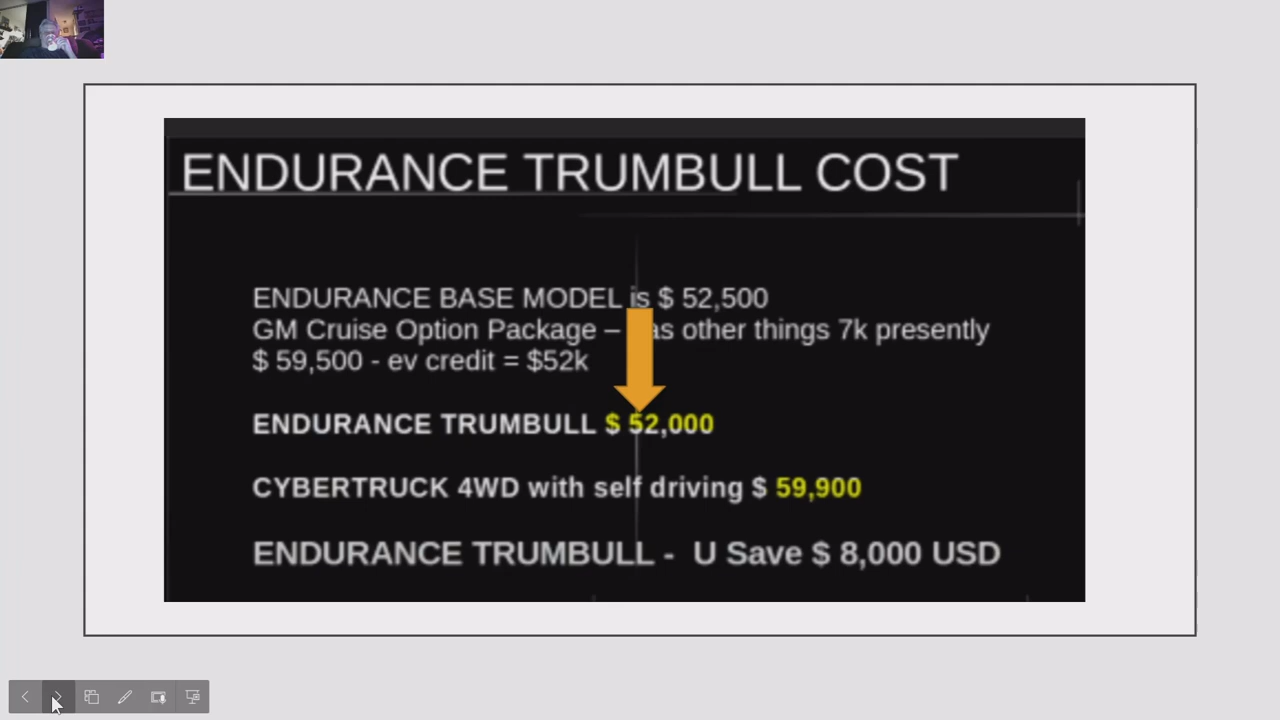 ENDURANCE TRUMBULL COST
ENDURANCE BASE MODEL is $ 52,500
GM Cruise Option Package – as other things 7k presently
$ 59,500 - ev credit = $52k
ENDURANCE TRUMBULL $ 52,000
CYBERTRUCK 4WD with self driving $ 59,900
ENDURANCE TRUMBULL - U Save $ 8,000 USD